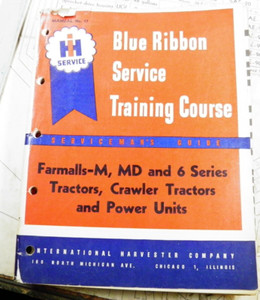 IH
SERVICE
Blue Ribbon
Service
Training Course
SERVICEMANS GUIDE
Farmalls-M, MD and 6 Series
Tractors, Crawler Tractors
and Power Units
INTERNATIONAL HARVESTER COMPANY
180 NORTH MICHIGAN AVE. CHICAGO 1, ILLINOIS